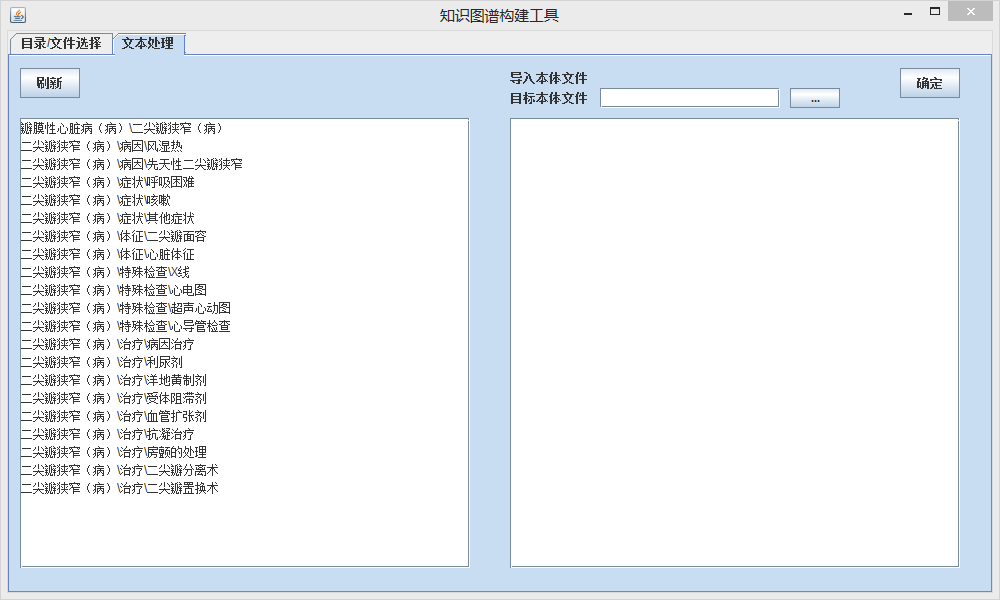 知识图谱构建工具
目录/文件选择
文本处理
刷新
导入本体文件
目标本体文件
...
确定
瓣膜性心脏病（病）\二尖瓣狭窄（病）
二尖瓣狭窄（病）\病因\风湿热
二尖瓣狭窄（病）\病因\先天性二尖瓣狭窄
二尖瓣狭窄（病）\症状\呼吸困难
二尖瓣狭窄（病）\症状\咳嗽
二尖瓣狭窄（病）\症状\其他症状
二尖瓣狭窄（病）\体征\二尖瓣面容
二尖瓣狭窄（病）\体征\心脏体征
二尖瓣狭窄（病）\特殊检查\X线
二尖瓣狭窄（病）\特殊检查\心电图
二尖瓣狭窄（病）\特殊检查\超声心动图
二尖瓣狭窄（病）\特殊检查\心导管检查
二尖瓣狭窄（病）\治疗\病因治疗
二尖瓣狭窄（病）\治疗\利尿剂
二尖瓣狭窄（病）\治疗\洋地黄制剂
二尖瓣狭窄（病）\治疗\受体阻滞剂
二尖瓣狭窄（病）\治疗\血管扩张剂
二尖瓣狭窄（病）\治疗\抗凝治疗
二尖瓣狭窄（病）\治疗\房颤的处理
二尖瓣狭窄（病）\治疗\二尖瓣分离术
二尖瓣狭窄（病）\治疗\二尖瓣置换术